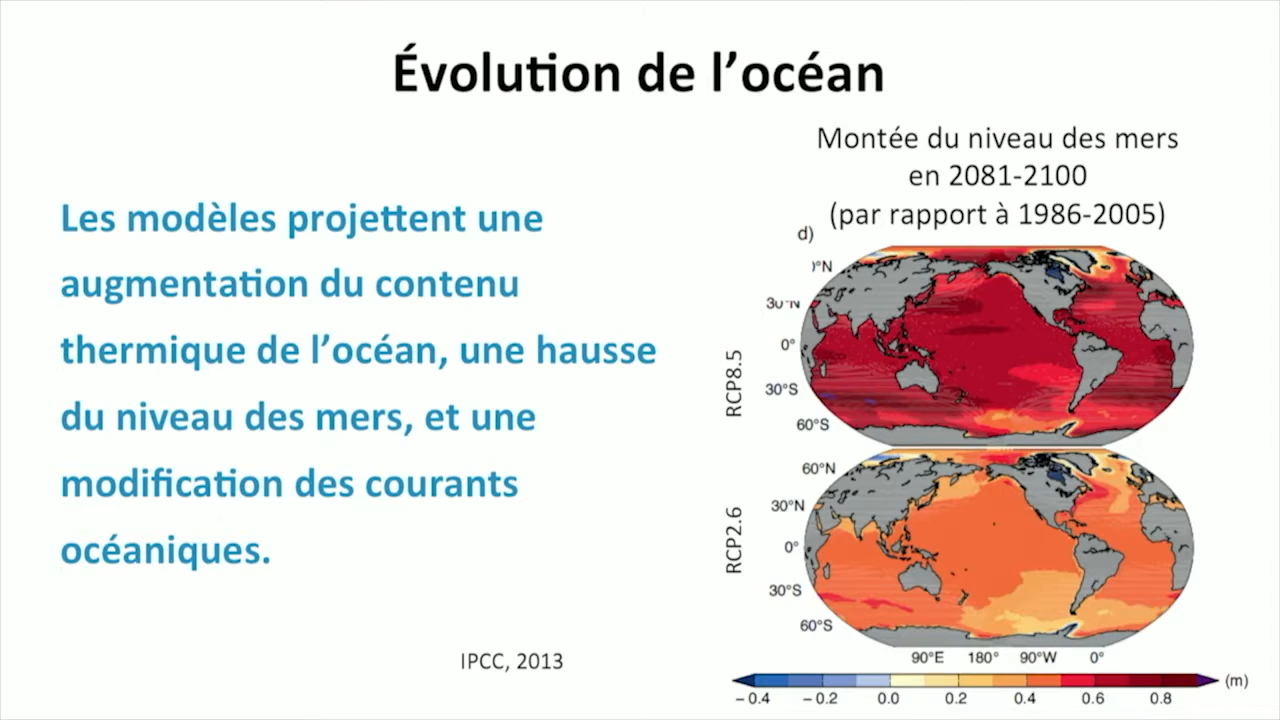 Évolution de l’océan
Les modèles projettent une
augmentation du contenu
thermique de l’océan, une hausse
du niveau des mers, et une
modification des courants
océaniques.
IPCC, 2013
Montée du niveau des mers
en 2081-2100
(par rapport à 1986-2005)
d)
°N
30°N
0°
30°S
60°S
RCP8.5
60°N
30°N
0°
30°S
60°S
RCP2.6
90°E 180° 90°W 0°
−0.4 −0.2 0.0 0.2 0.4 0.6 0.8 (m)